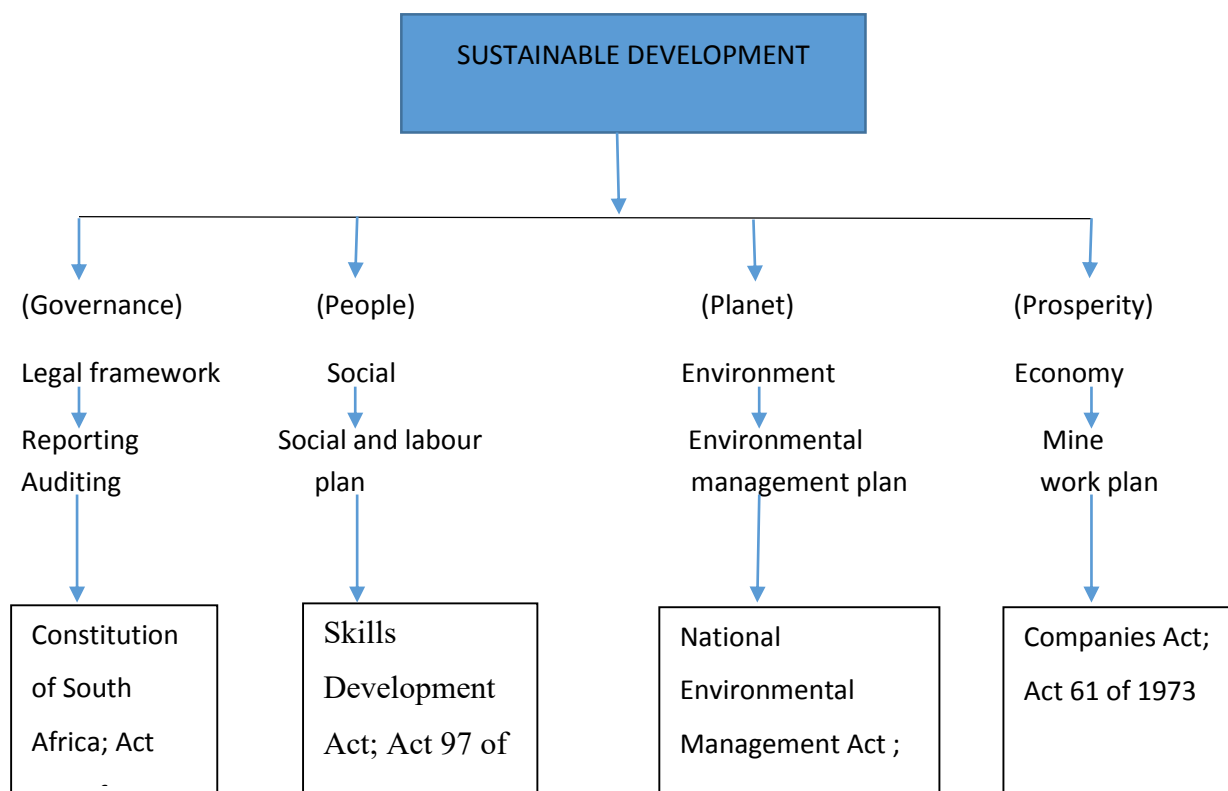 SUSTAINABLE DEVELOPMENT
(Governance)
Legal framework
Reporting
Auditing
Constitution
of South
Africa; Act
(People)
Social
Social and labour
plan
Skills
Development
Act; Act 97 of
(Planet)
Environment
Environmental
management plan
National
Environmental
Management Act ;
(Prosperity)
Economy
Mine
work plan
Companies Act;
Act 61 of 1973